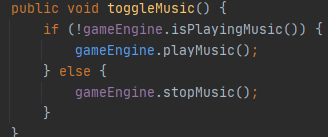 public void toggleMusic() {
    if (!gameEngine.isPlayingMusic()) {
        gameEngine.playMusic();
    } else {
        gameEngine.stopMusic();
    }
}